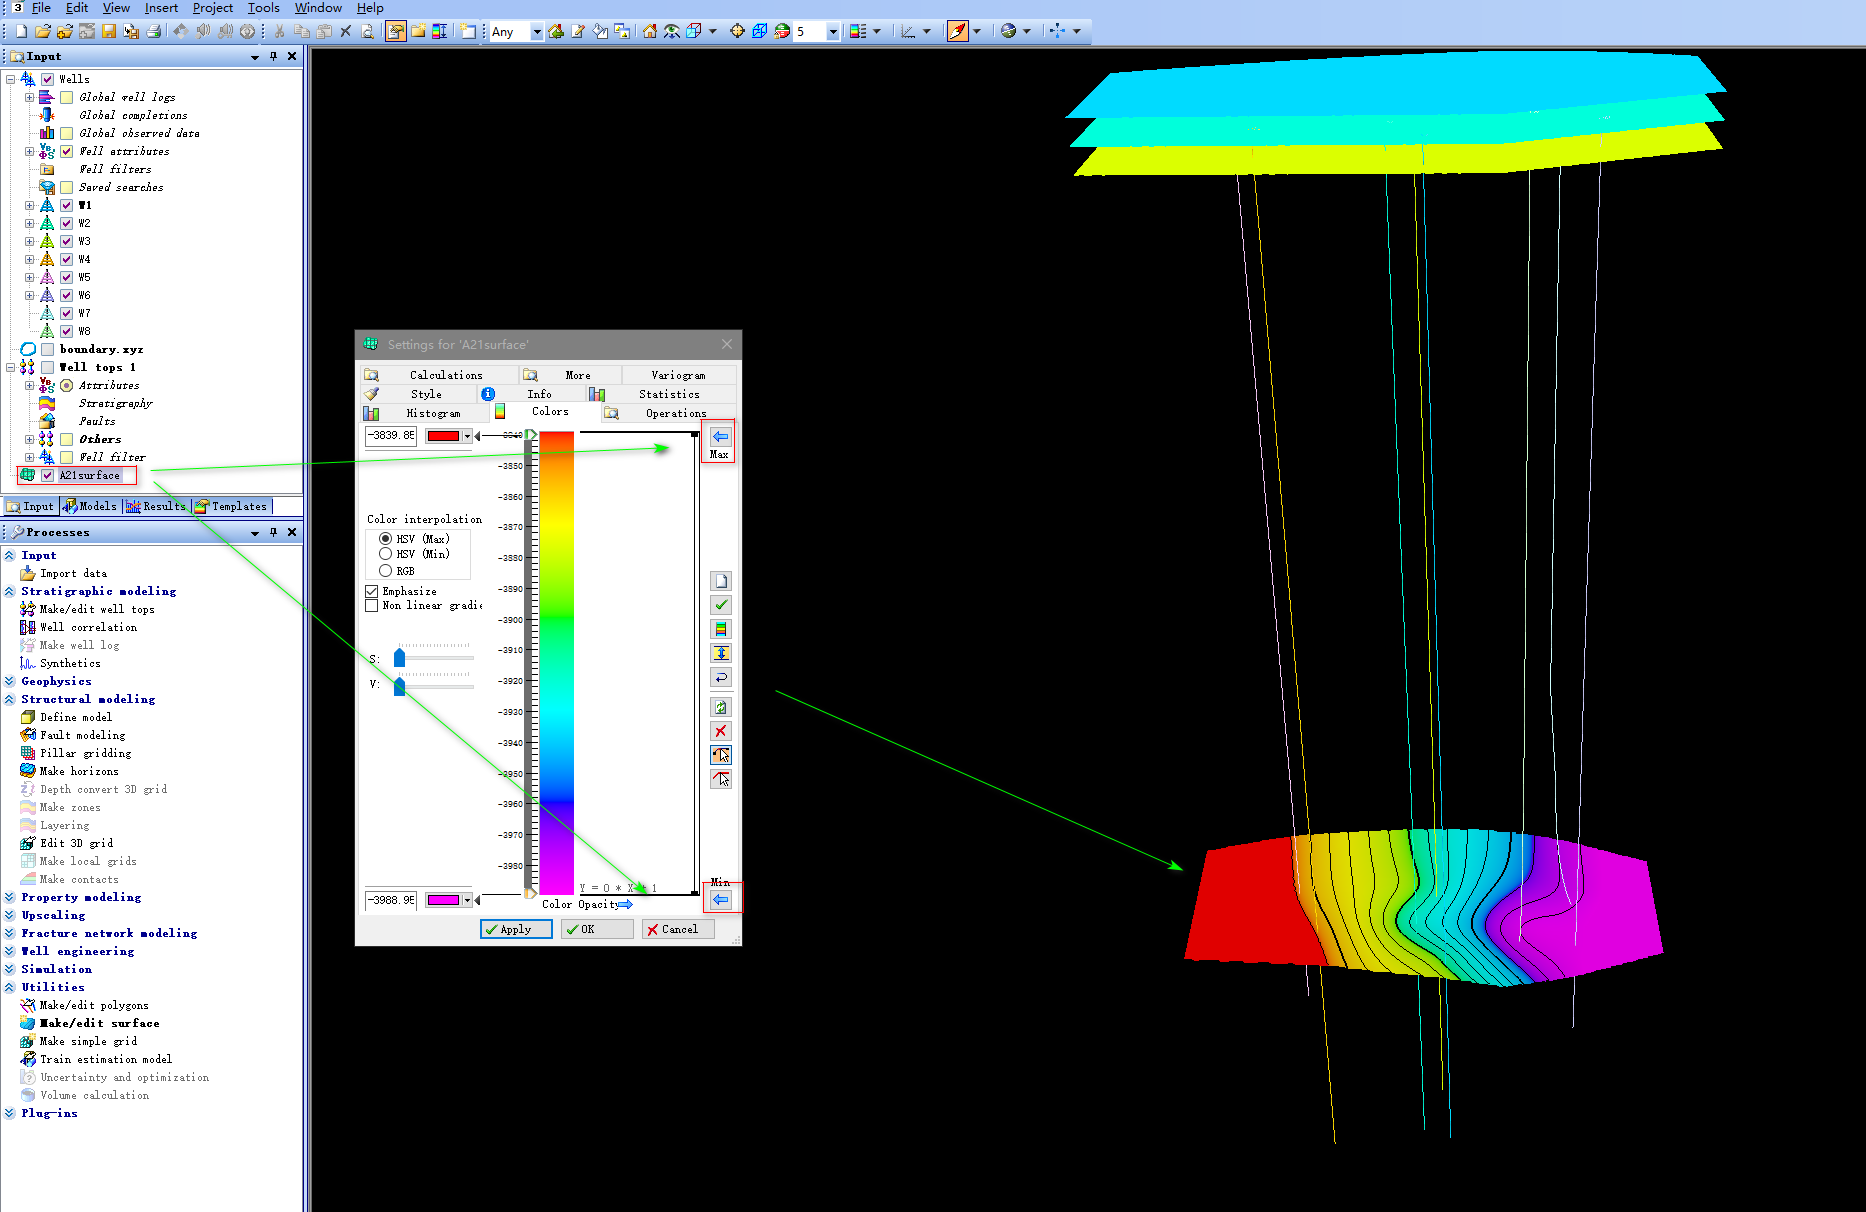 File Edit View Insert Project Tools Window Help
Any
5
Input
Wells
Global well logs
Global completions
Global observed data
Well attributes
Well filters
Saved searches
W1
W2
W3
W4
W5
W6
W7
W8
boundary.xyz
Well tops 1
Attributes
Stratigraphy
Faults
Others
Well filter
A21surface
Input Models Results Templates
Processes
Input
Import data
Stratigraphic modeling
Make/edit well tops
Well correlation
Make well log
Synthetics
Geophysics
Structural modeling
Define model
Fault modeling
Pillar gridding
Make horizons
Depth convert 3D grid
Make zones
Layering
Edit 3D grid
Make local grids
Make contacts
Property modeling
Upscaling
Fracture network modeling
Well engineering
Simulation
Utilities
Make/edit polygons
Make/edit surface
Make simple grid
Train estimation model
Uncertainty and optimization
Volume calculation
Plug-ins
Settings for 'A21surface'
Calculations More Variogram
Style Info Statistics
Histogram Colors Operations
-3839.85
-3840
Max
-3850
-3860
-3870
-3880
-3890
-3900
-3910
-3920
-3930
-3940
-3950
-3960
-3970
-3980
Color interpolation
HSV (Max)
HSV (Min)
RGB
Emphasize
Non linear gradie
S:
V:
Min
Y = 0 * X + 1
-3988.95
Color Opacity
Apply OK Cancel